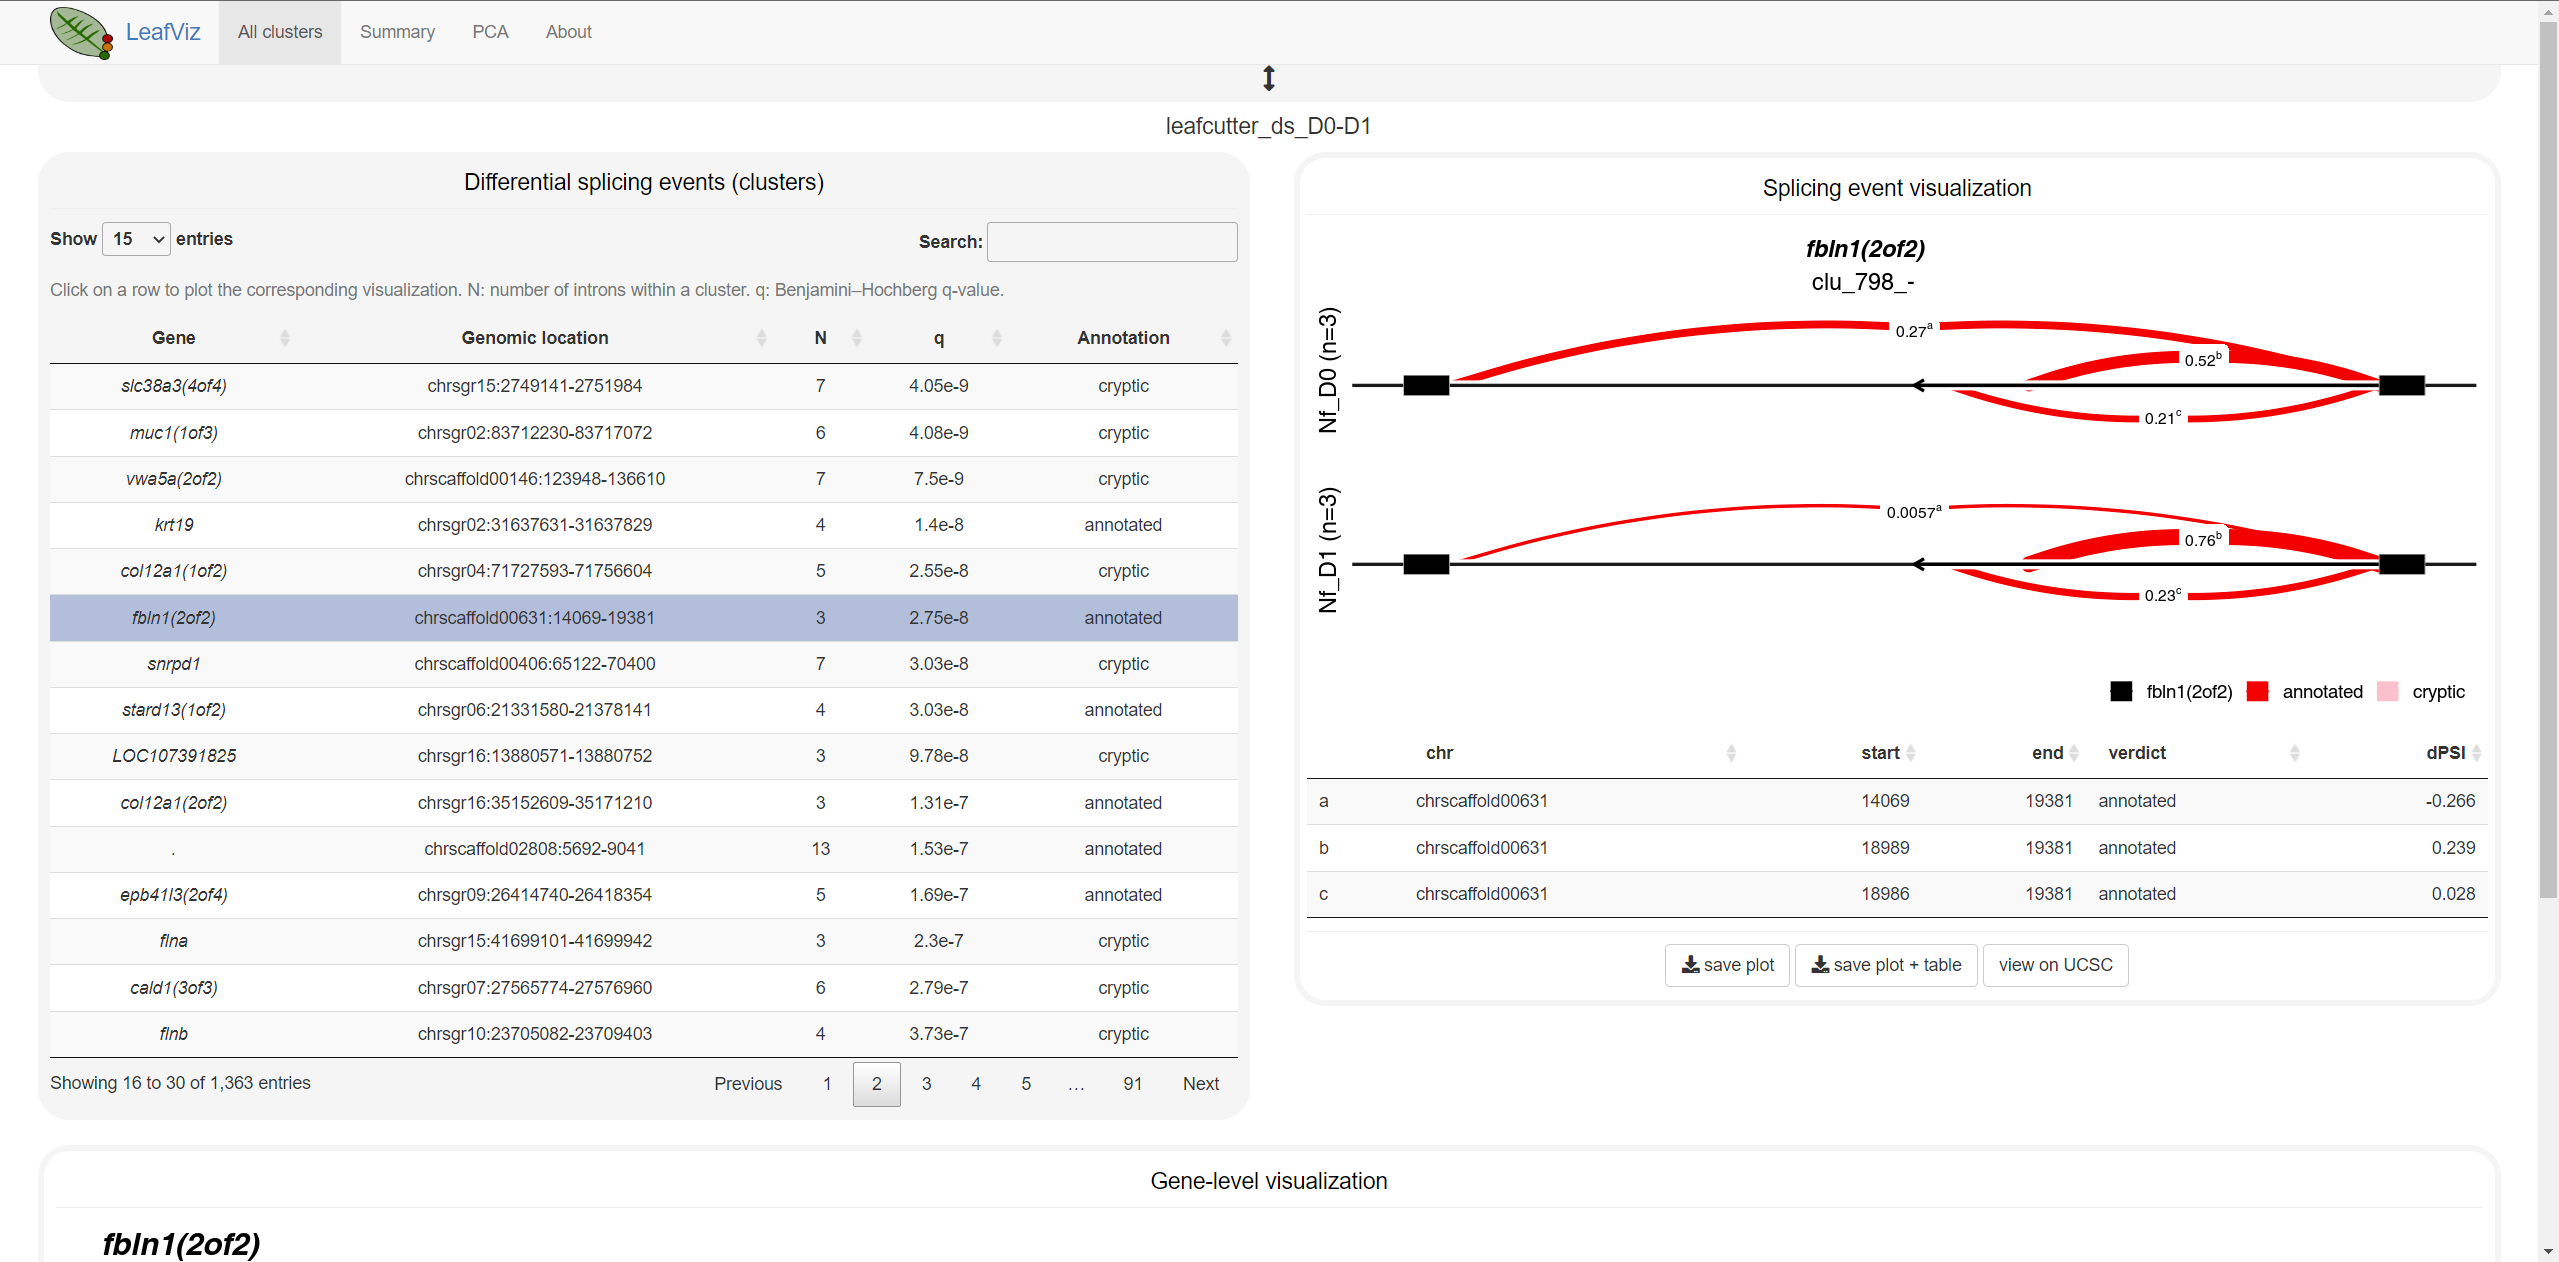 LeafViz All clusters Summary PCA About
leafcutter_ds_D0-D1
Differential splicing events (clusters)
Show 15 entries Search:
Click on a row to plot the corresponding visualization. N: number of introns within a cluster. q: Benjamini–Hochberg q-value.
Gene Genomic location N q Annotation
slc38a3(4of4) chrsgr15:2749141-2751984 7 4.05e-9 cryptic
muc1(1of3) chrsgr02:83712230-83717072 6 4.08e-9 cryptic
vwa5a(2of2) chrscaffold00146:123948-136610 7 7.5e-9 cryptic
krt19 chrsgr02:31637631-31637829 4 1.4e-8 annotated
col12a1(1of2) chrsgr04:71727593-71756604 5 2.55e-8 cryptic
fbln1(2of2) chrscaffold00631:14069-19381 3 2.75e-8 annotated
snrpd1 chrscaffold00406:65122-70400 7 3.03e-8 cryptic
stard13(1of2) chrsgr06:21331580-21378141 4 3.03e-8 annotated
LOC107391825 chrsgr16:13880571-13880752 3 9.78e-8 cryptic
col12a1(2of2) chrsgr16:35152609-35171210 3 1.31e-7 annotated
. chrscaffold02808:5692-9041 13 1.53e-7 annotated
epb41l3(2of4) chrsgr09:26414740-26418354 5 1.69e-7 annotated
flna chrsgr15:41699101-41699942 3 2.3e-7 cryptic
cald1(3of3) chrsgr07:27565774-27576960 6 2.79e-7 cryptic
flnb chrsgr10:23705082-23709403 4 3.73e-7 cryptic
Showing 16 to 30 of 1,363 entries Previous 1 2 3 4 5 … 91 Next
Splicing event visualization
fbln1(2of2)
clu_798_-
Nf_D0 (n=3)
0.27a
0.52b
0.21c
Nf_D1 (n=3)
0.0057a
0.76b
0.23c
fbln1(2of2) annotated cryptic
chr start end verdict dPSI
a chrscaffold00631 14069 19381 annotated -0.266
b chrscaffold00631 18989 19381 annotated 0.239
c chrscaffold00631 18986 19381 annotated 0.028
save plot save plot + table view on UCSC
Gene-level visualization
fbln1(2of2)